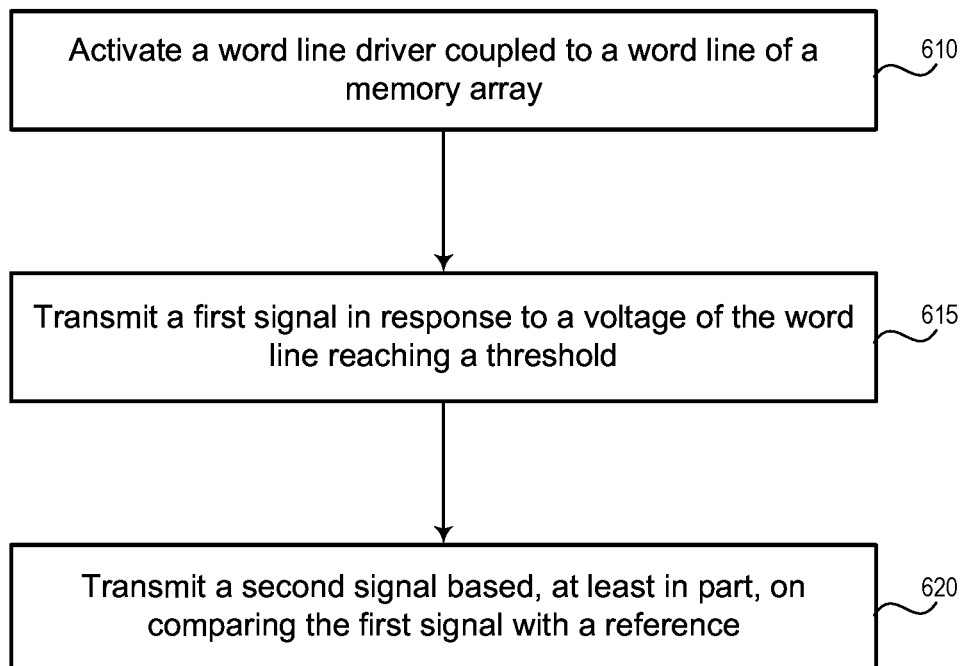 Activate a word line driver coupled to a word line of a
memory array
610
Transmit a first signal in response to a voltage of the word
line reaching a threshold
615
Transmit a second signal based, at least in part, on
comparing the first signal with a reference
620